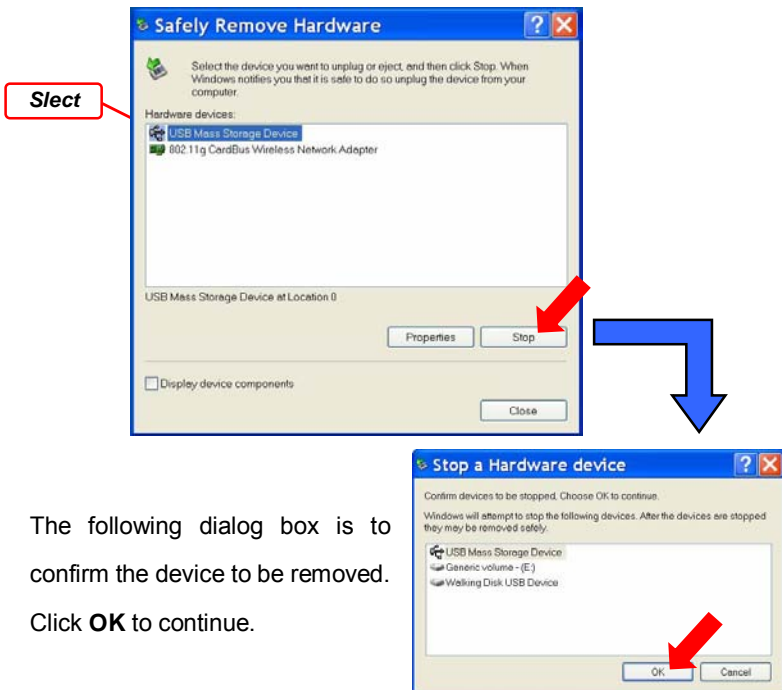 Safely Remove Hardware
Select the device you want to unplug or eject, and then click Stop. When
Windows notifies you that it is safe to do so unplug the device from your
computer.
Slect
Hardware devices:
USB Mass Storage Device
802.11g CardBus Wireless Network Adapter
USB Mass Storage Device at Location 0
Properties
Stop
Display device components
Close
Stop a Hardware device
Confirm devices to be stopped, Choose OK to continue.
Windows will attempt to stop the following devices. After the devices are stopped
they may be removed safely.
USB Mass Storage Device
Generic volume - (E:)
Walking Disk USB Device
OK
Cancel
The following dialog box is to
confirm the device to be removed.
Click OK to continue.